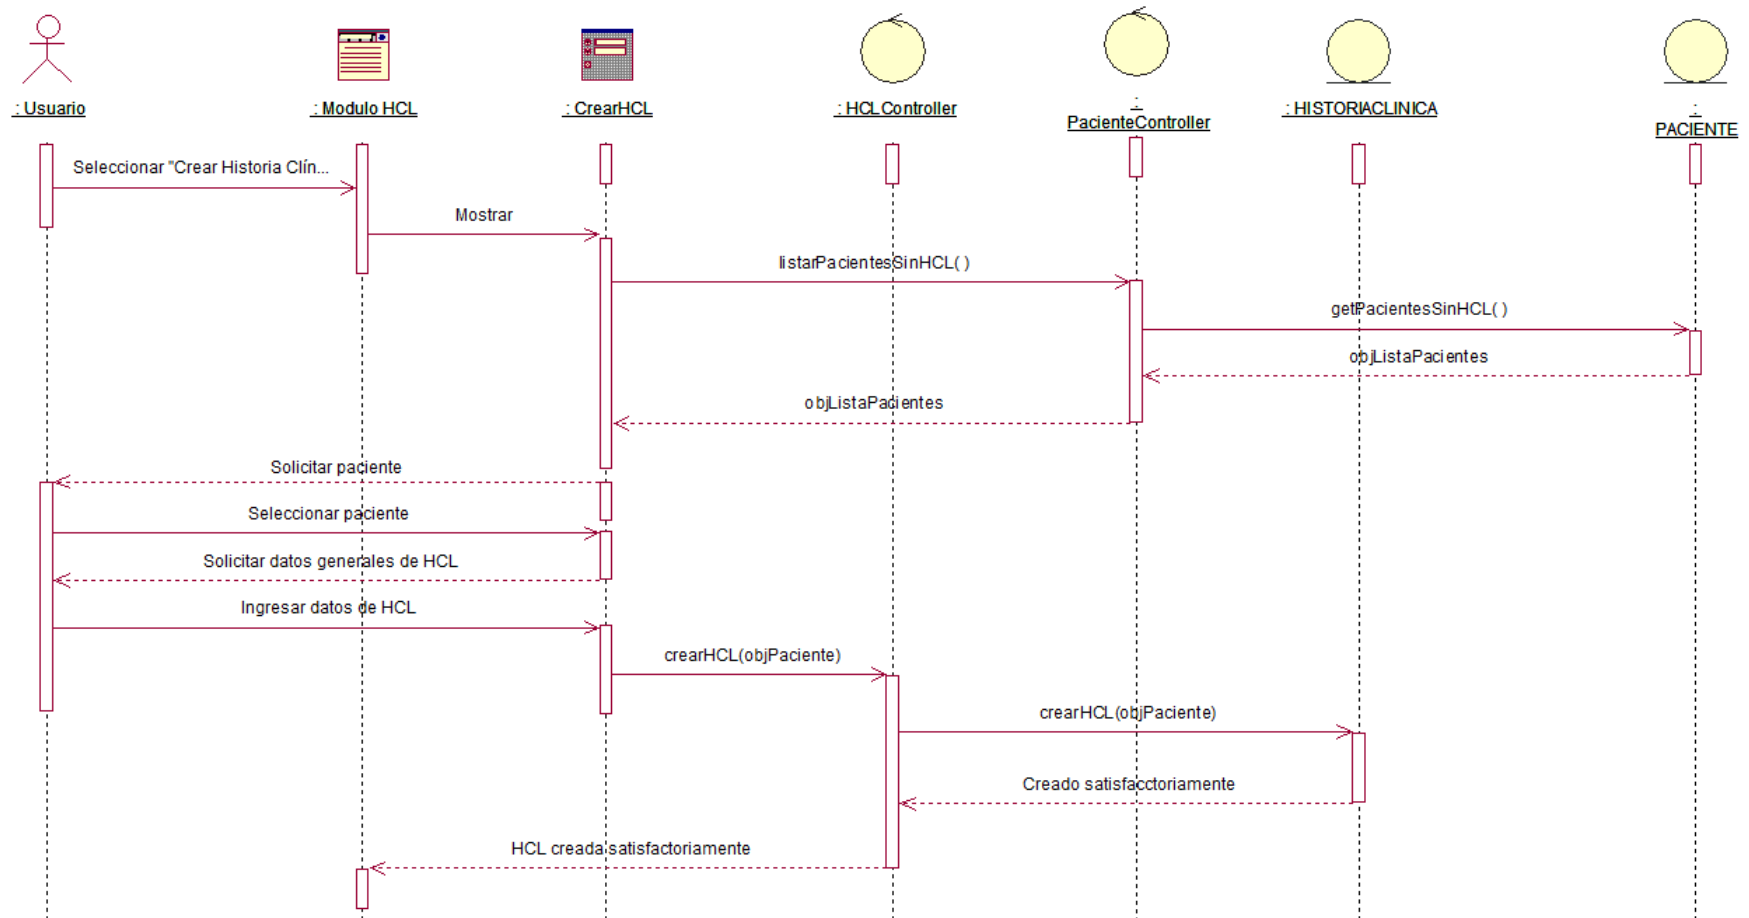 : Usuario
: Modulo HCL
: CrearHCL
: HCLController
:
PacienteController
: HISTORIACLINICA
:
PACIENTE
Seleccionar "Crear Historia Clín...
Mostrar
listarPacientesSinHCL( )
getPacientesSinHCL( )
objListaPacientes
objListaPacientes
Solicitar paciente
Seleccionar paciente
Solicitar datos generales de HCL
Ingresar datos de HCL
crearHCL(objPaciente)
crearHCL(objPaciente)
Creado satisfacctoriamente
HCL creada satisfactoriamente